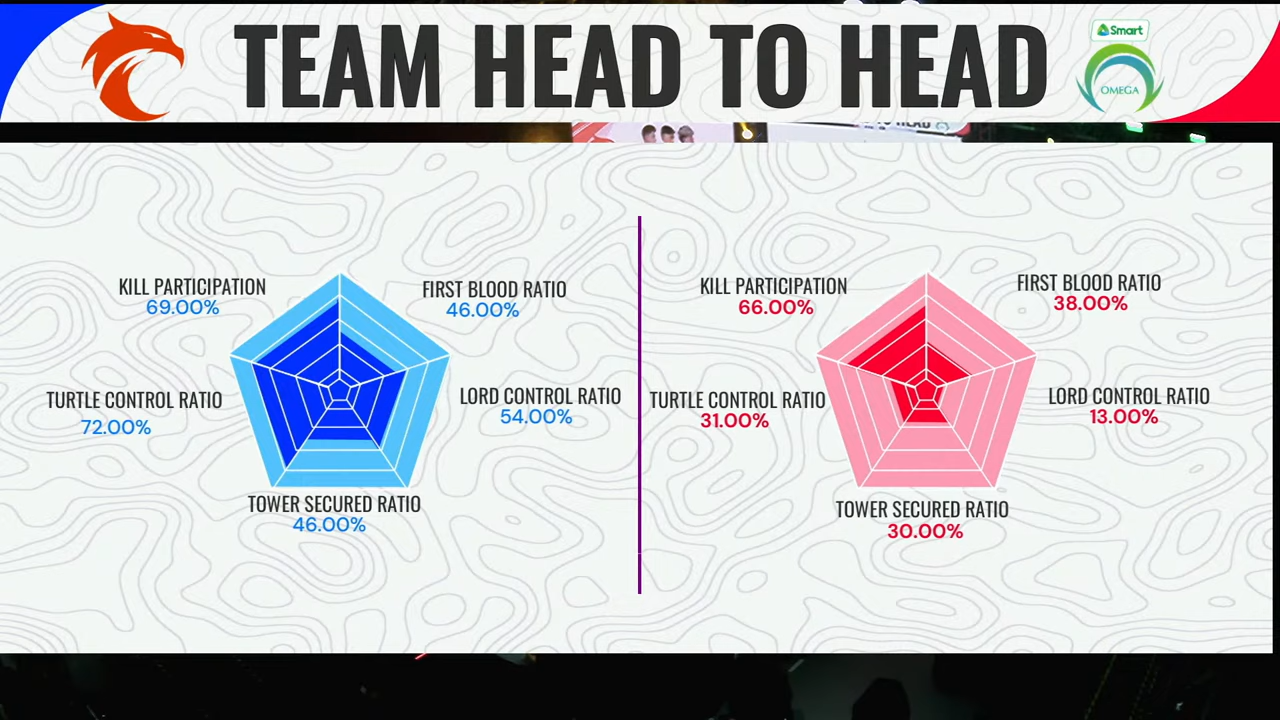 TEAM HEAD TO HEAD
Smart
OMEGA
KILL PARTICIPATION
69.00%
FIRST BLOOD RATIO
46.00%
TURTLE CONTROL RATIO
72.00%
LORD CONTROL RATIO
54.00%
TOWER SECURED RATIO
46.00%
KILL PARTICIPATION
66.00%
FIRST BLOOD RATIO
38.00%
TURTLE CONTROL RATIO
31.00%
LORD CONTROL RATIO
13.00%
TOWER SECURED RATIO
30.00%